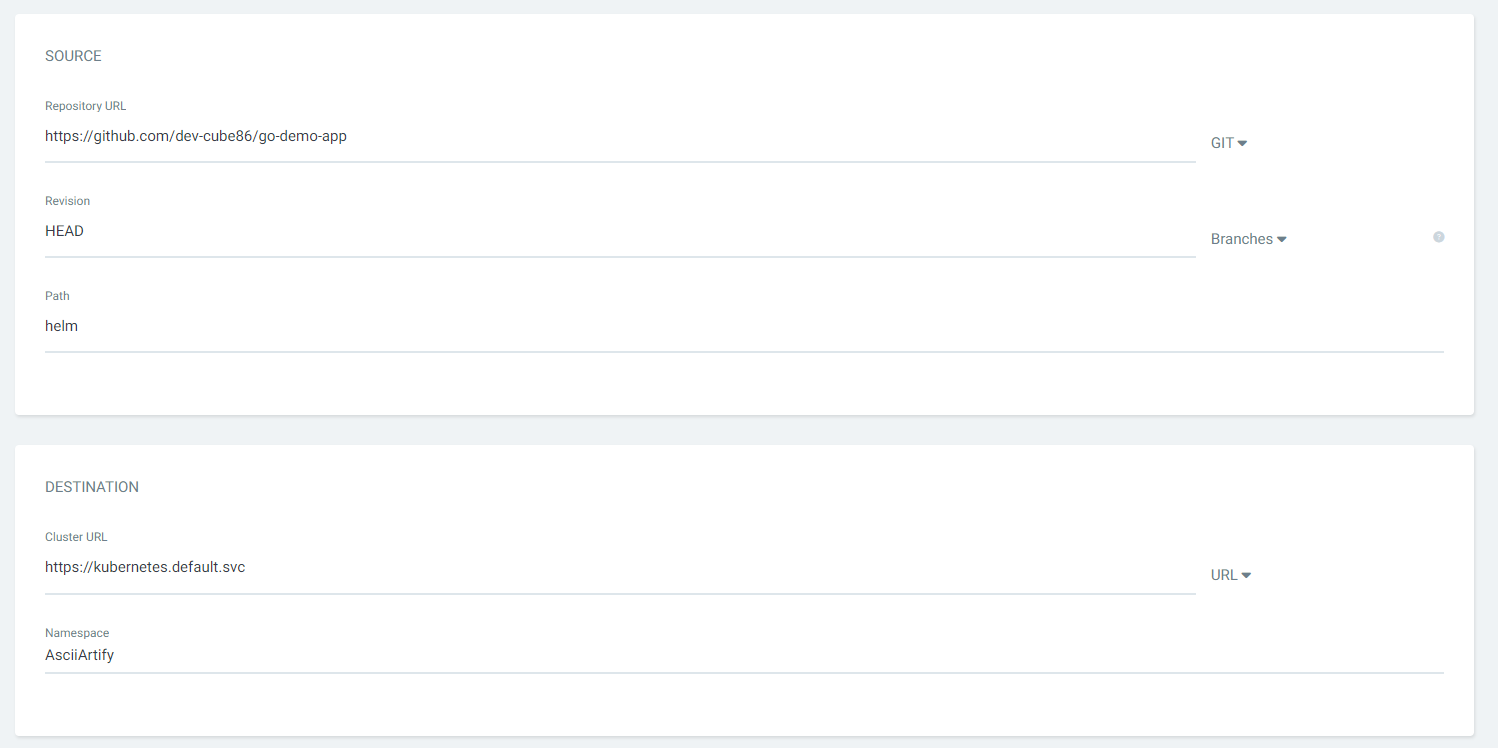 SOURCE
Repository URL
https://github.com/dev-cube86/go-demo-app
GIT
Revision
HEAD
Branches
?
Path
helm
DESTINATION
Cluster URL
https://kubernetes.default.svc
URL
Namespace
AsciiArtify